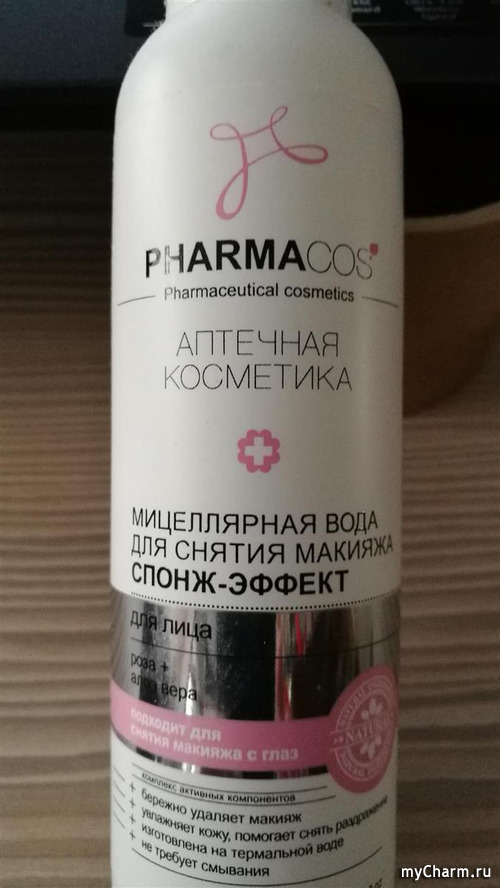 PHARMACOS
Pharmaceutical cosmetics
АПТЕЧНАЯ
КОСМЕТИКА
МИЦЕЛЛЯРНАЯ ВОДА
ДЛЯ СНЯТИЯ МАКИЯЖА
СПОНЖ-ЭФФЕКТ
для лица
роза +
алоэ вера
подходит для
снятия макияжа с глаз
NATURAL
комплекс активных компонентов
+ бережно удаляет макияж
+ увлажняет кожу, помогает снять раздражение
+ изготовлена на термальной воде
+ не требует смывания
myCharm.ru